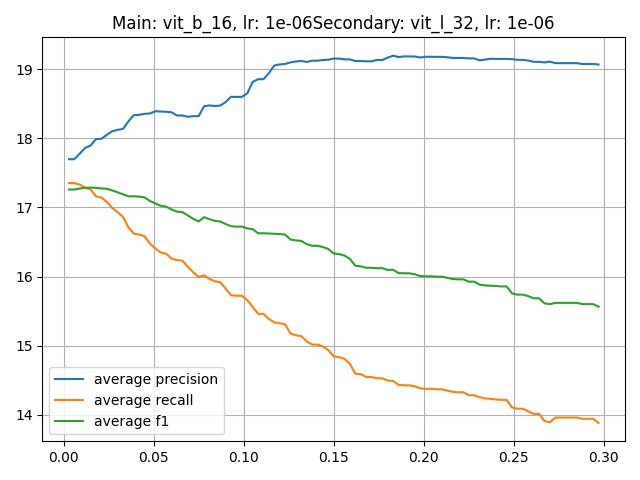 Main: vit_b_16, lr: 1e-06Secondary: vit_l_32, lr: 1e-06
19
18
17
16
15
14
average precision
average recall
average f1
0.00 0.05 0.10 0.15 0.20 0.25 0.30